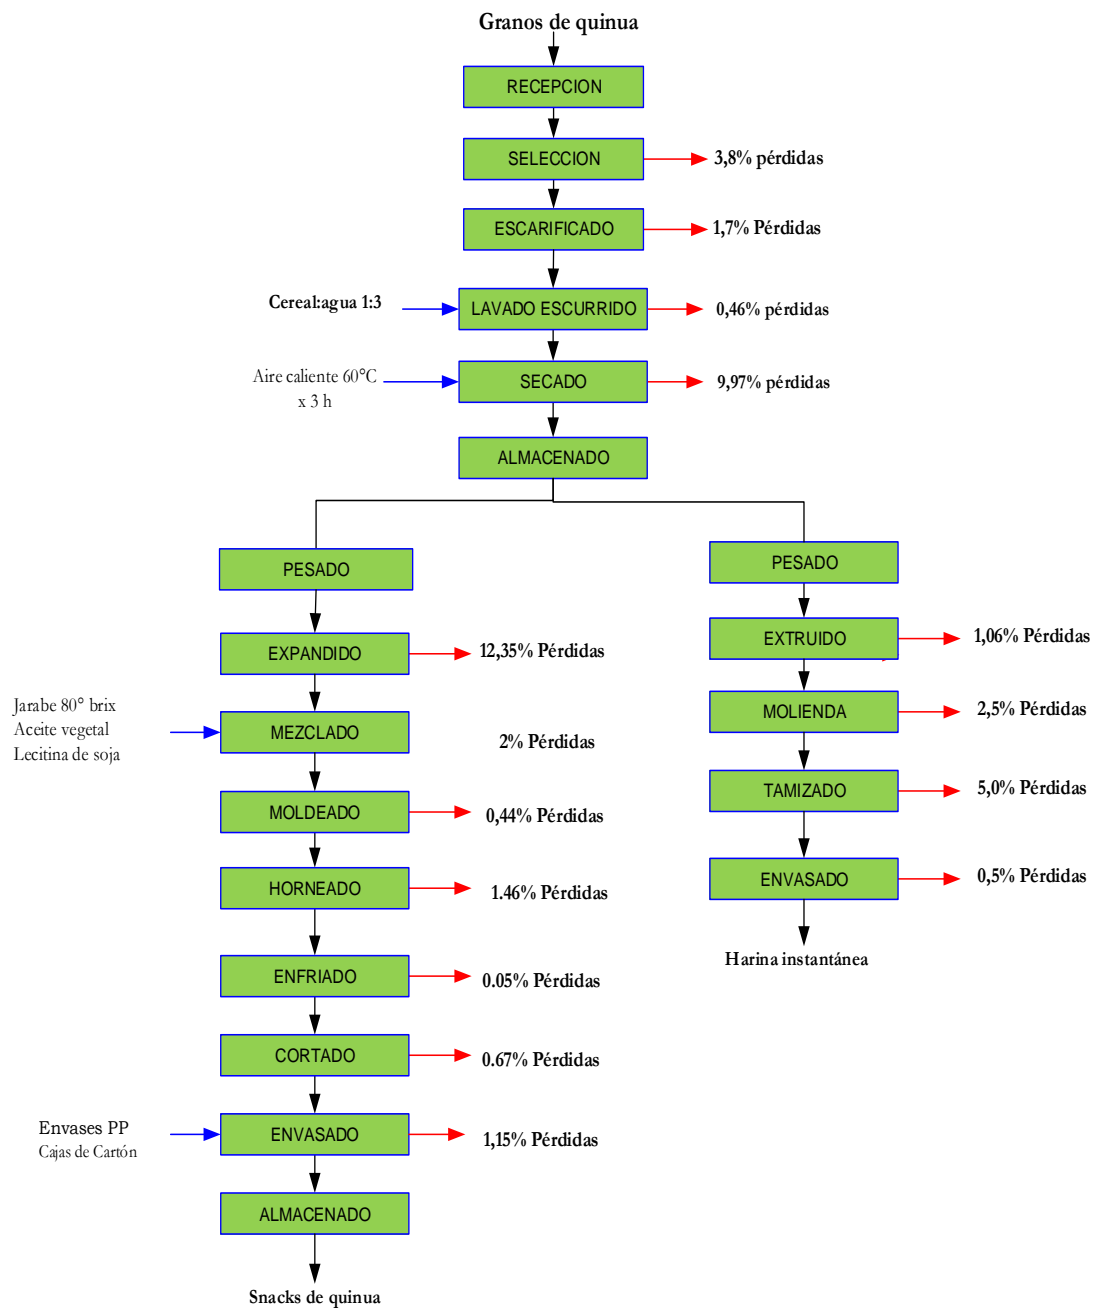 Granos de quinua
RECEPCION
SELECCION
3,8% pérdidas
ESCARIFICADO
1,7% Pérdidas
Cereal:agua 1:3
LAVADO ESCURRIDO
0,46% pérdidas
Aire caliente 60°C
x 3 h
SECADO
9,97% pérdidas
ALMACENADO
PESADO
EXPANDIDO
12,35% Pérdidas
Jarabe 80° brix
Aceite vegetal
Lecitina de soja
MEZCLADO
2% Pérdidas
MOLDEADO
0,44% Pérdidas
HORNEADO
1.46% Pérdidas
ENFRIADO
0.05% Pérdidas
CORTADO
0.67% Pérdidas
Envases PP
Cajas de Cartón
ENVASADO
1,15% Pérdidas
ALMACENADO
Snacks de quinua
PESADO
EXTRUIDO
1,06% Pérdidas
MOLIENDA
2,5% Pérdidas
TAMIZADO
5,0% Pérdidas
ENVASADO
0,5% Pérdidas
Harina instantánea